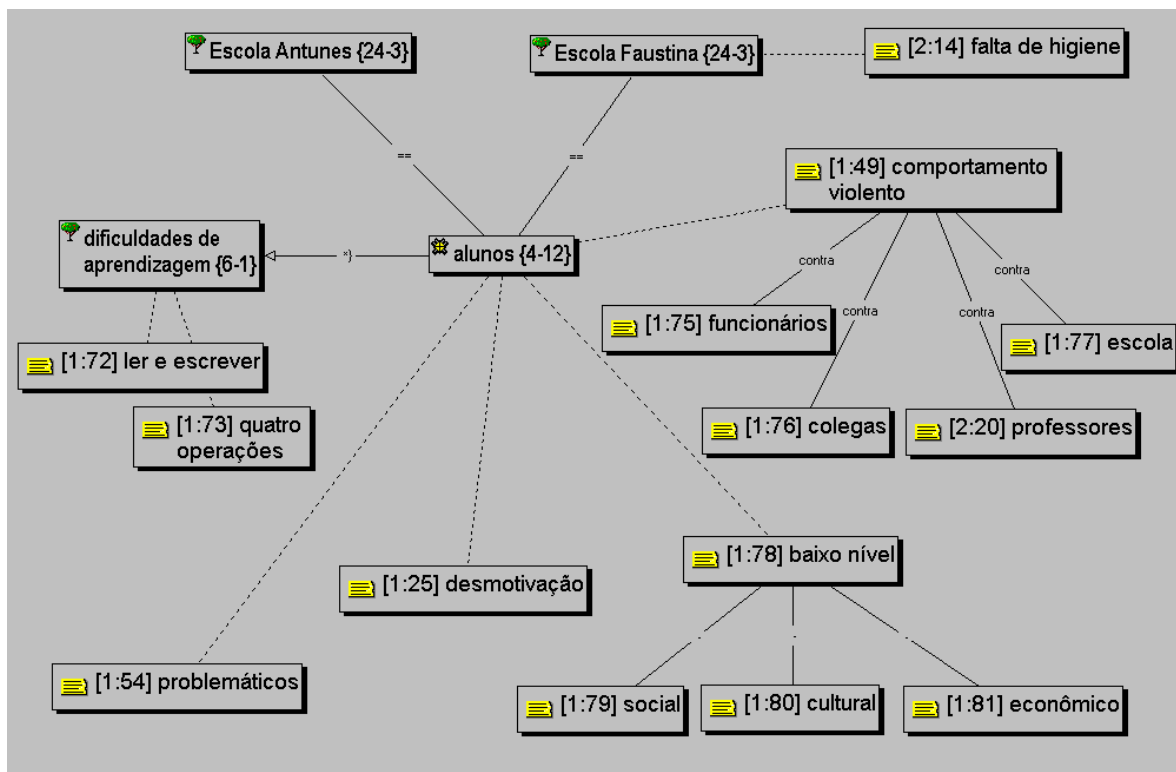 Escola Antunes {24-3}
Escola Faustina {24-3}
[2:14] falta de higiene
==
==
[1:49] comportamento
violento
dificuldades de
aprendizagem {6-1}
*}
alunos {4-12}
contra
contra
contra
contra
[1:75] funcionários
[1:77] escola
[1:72] ler e escrever
[1:73] quatro
operações
[1:76] colegas
[2:20] professores
[1:78] baixo nível
[1:25] desmotivação
[1:54] problemáticos
[1:79] social
[1:80] cultural
[1:81] econômico